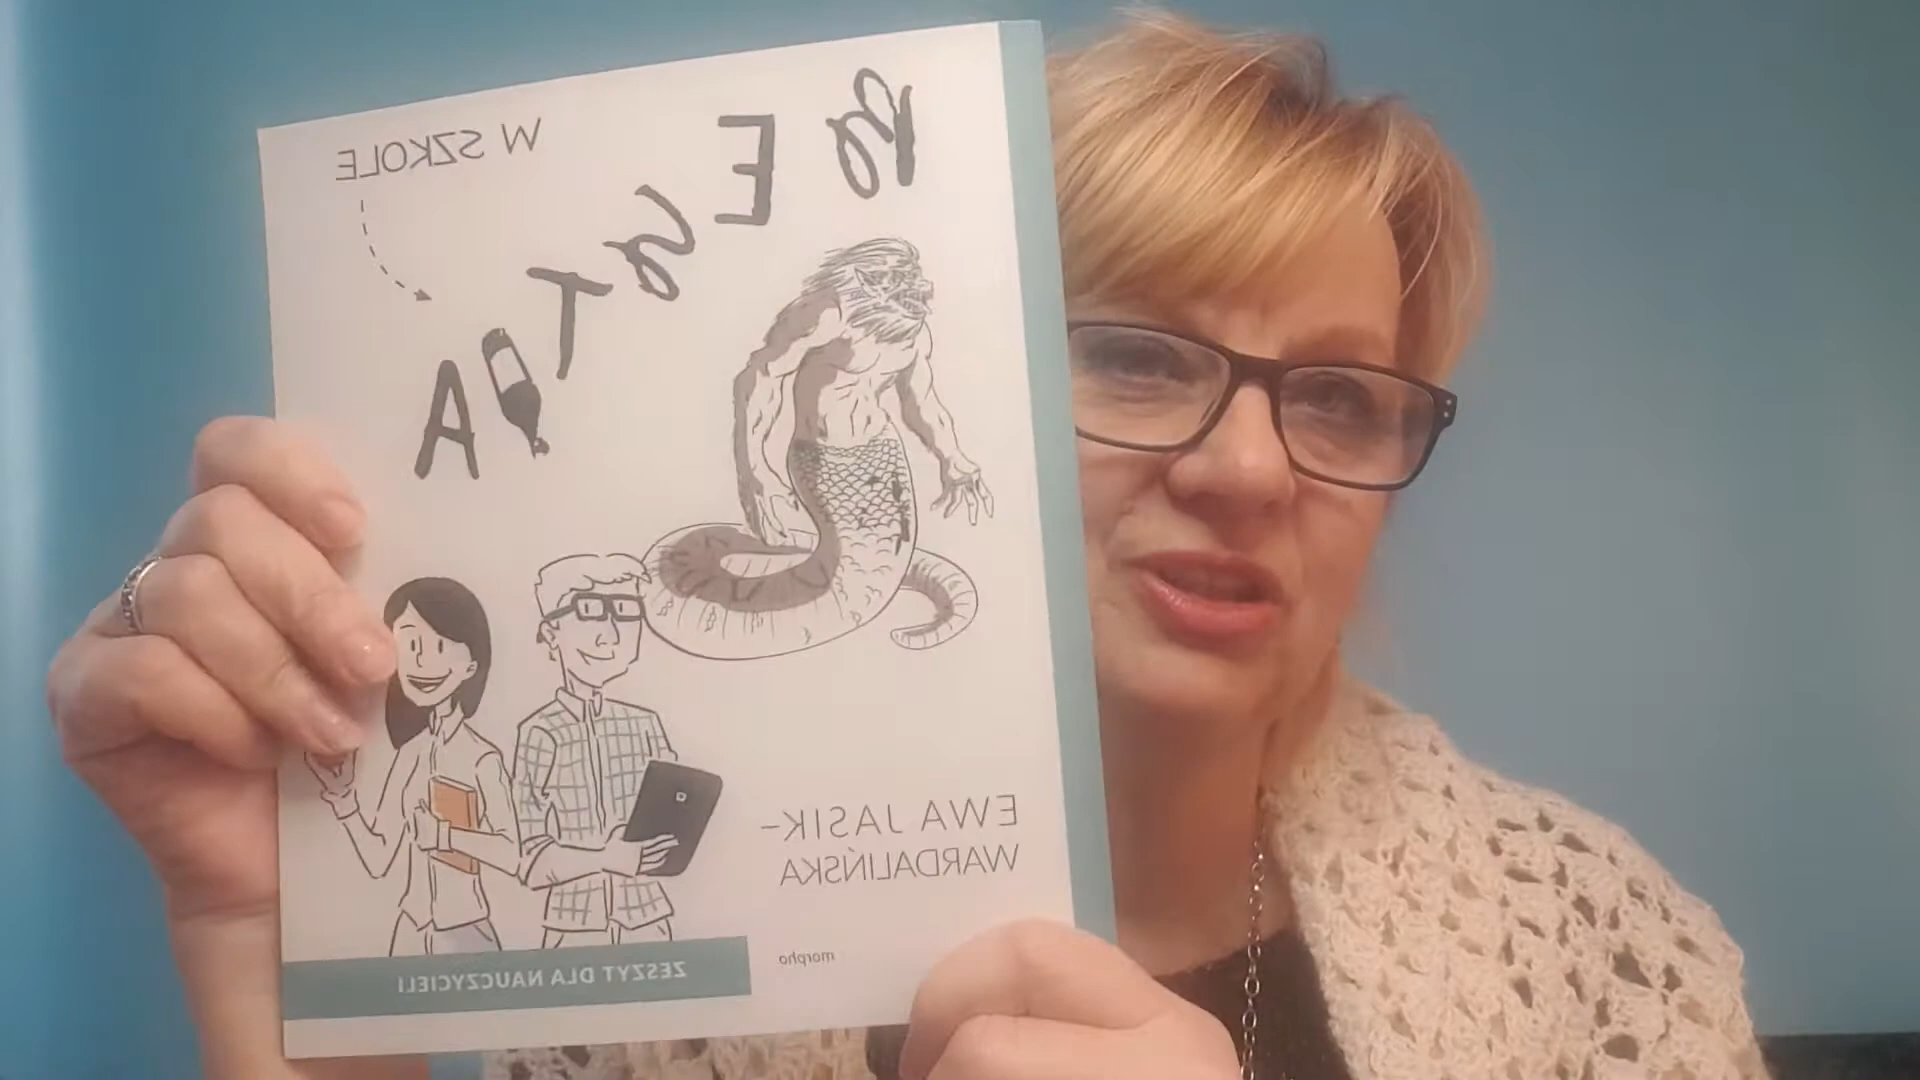 BESTIA
W SZKOLE
EWA JASIK-
WARDALIŃSKA
morpho
ZESZYT DLA NAUCZYCIELI